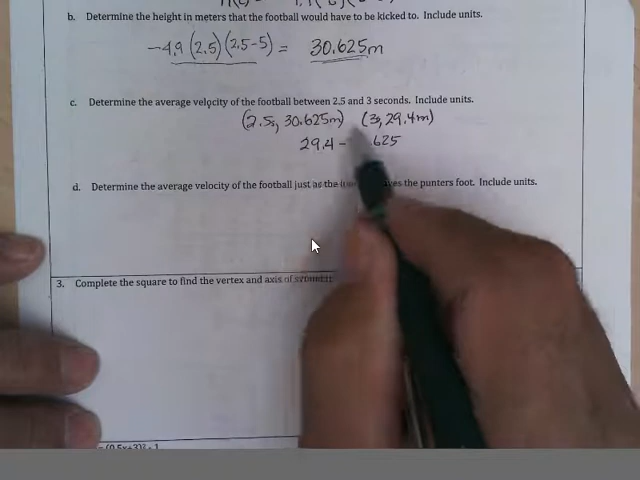 b. Determine the height in meters that the football would have to be kicked to. Include units.
-4.9(2.5)(2.5-5) = 30.625m
c. Determine the average velocity of the football between 2.5 and 3 seconds. Include units.
(2.5s, 30.625m) (3s, 29.4m)
29.4 - 625
d. Determine the average velocity of the football just as the the punters foot. Include units.
3. Complete the square to find the vertex and axis of